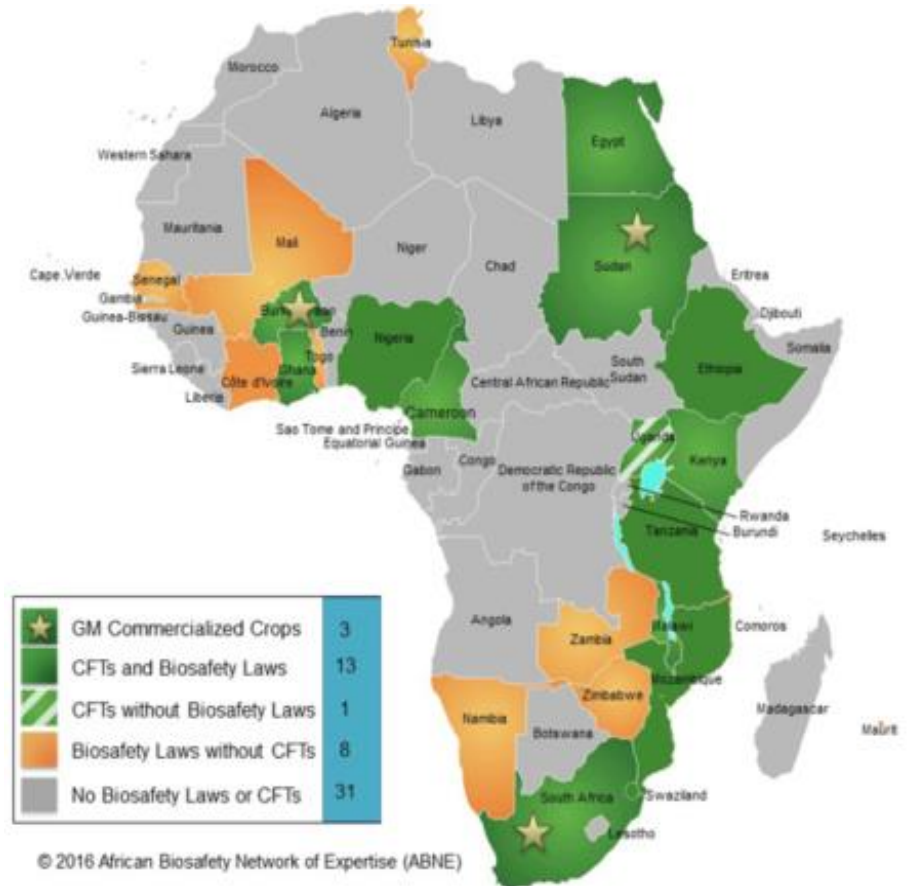 Tunisia
Morocco
Algeria
Libya
Egypt
Western Sahara
Mauritania
Mali
Niger
Chad
Sudan
Eritrea
Cape.Verde
Senegal
Gambia
Guinea-Bissau
Guinea
Djibouti
Benin
Nigeria
Togo
Ghana
Somalia
South
Sudan
Ethiopia
Sierra Leone
Côte d'Ivoire
Liberia
Central African Republic
Cameroon
Sao Tome and Principe
Equatorial Guinea
Uganda
Kenya
Gabon
Congo
Democratic Republic
of the Congo
Rwanda
Burundi
Tanzania
Seychelles
Angola
Zambia
Malawi
Comoros
Mozambique
Zimbabwe
Namibia
Botswana
Madagascar
Maurit
South Africa
Swaziland
Lesotho
GM Commercialized Crops 3
CFTs and Biosafety Laws 13
CFTs without Biosafety Laws 1
Biosafety Laws without CFTs 8
No Biosafety Laws or CFTs 31
© 2016 African Biosafety Network of Expertise (ABNE)